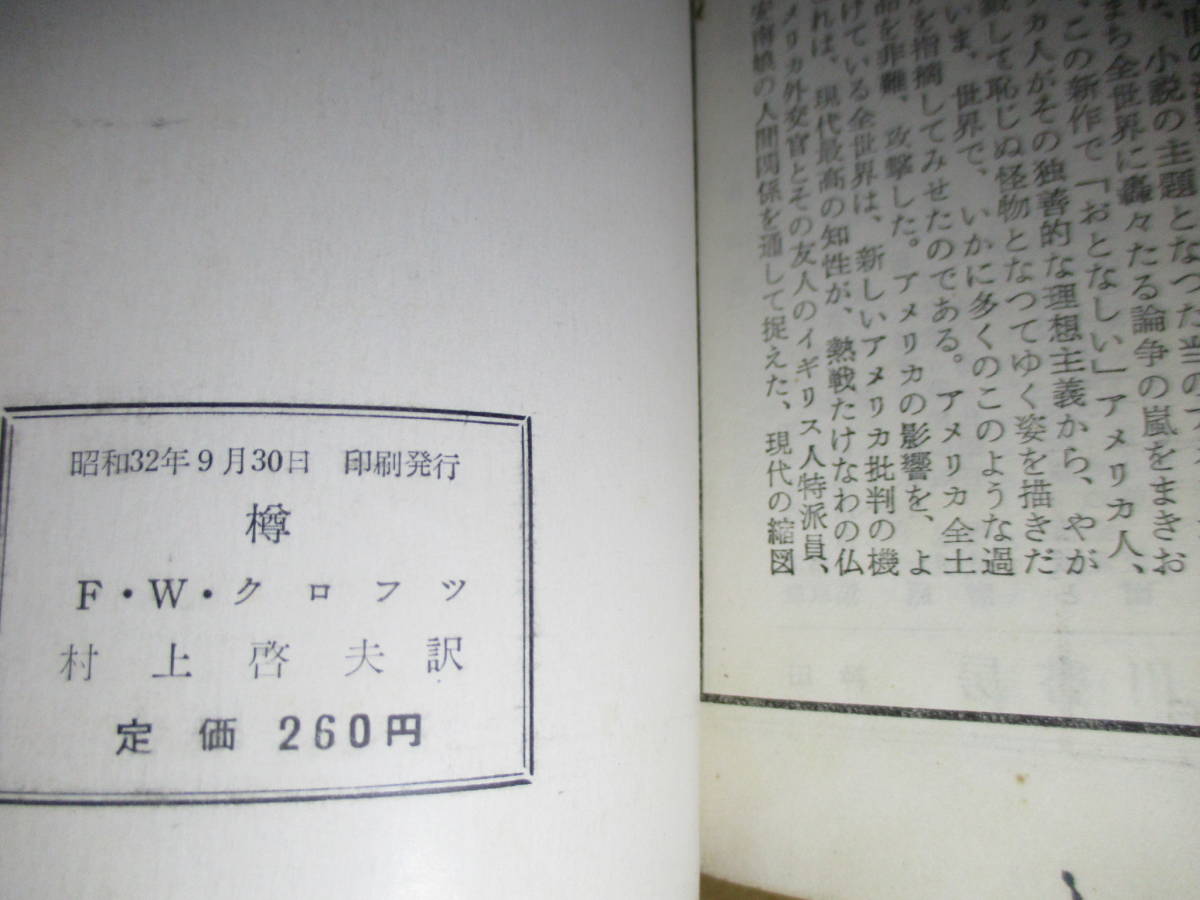 昭和32年9月30日 印刷発行
樽
F・W・クロフツ
村上啓夫訳
定価 260円
は、小説の主題となつた当の
まち全世界に轟々たる論争の嵐をまきお
この新作で「おとなしい」アメリカ人、
カ人がその独善的な理想主義から、やが
して恥じぬ怪物となつてゆく姿を描きだ
いま、世界で、いかに多くのこのような過
を指摘してみせたのである。アメリカ全土
品を非難、攻撃した。アメリカの影響を、よ
けている全世界は、新しいアメリカ批判の機
れは、現代最高の知性が、熱戦たけなわの仏
メリカ外交官とその友人のイギリス人特派員、
安南娘の人間関係を通して捉えた、現代の縮図